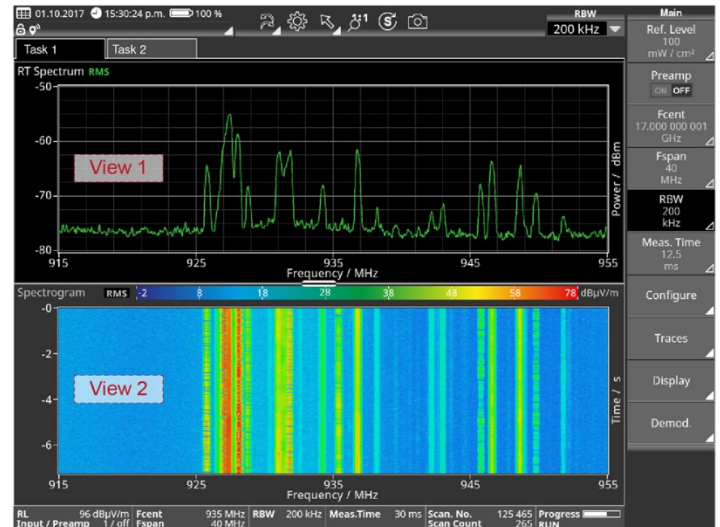 01.10.2017 15:30:24 p.m. 100 %
1:1 S
RBW
200 kHz
Main
Task 1 Task 2
Ref. Level
100
mW / cm²
RT Spectrum RMS
Preamp
ON OFF
-50
-60
-70
-80
View 1
Power / dBm
915 925 935 945 955
Frequency / MHz
Fcent
17.000 000 001
GHz
Fspan
40
MHz
RBW
200
kHz
Meas. Time
12.5
ms
Configure
Traces
Display
Demod.
Spectrogram RMS -2 8 18 28 38 48 58 78 dBµV/m
-0
-2
-4
-6
View 2
Time / s
915 925 935 945 955
Frequency / MHz
RL 96 dBµV/m Fcent 935 MHz RBW 200 kHz Meas.Time 30 ms Scan. No. 125 465 Progress
Input / Preamp 1 / off Fspan 40 MHz Scan Count 265 RUN